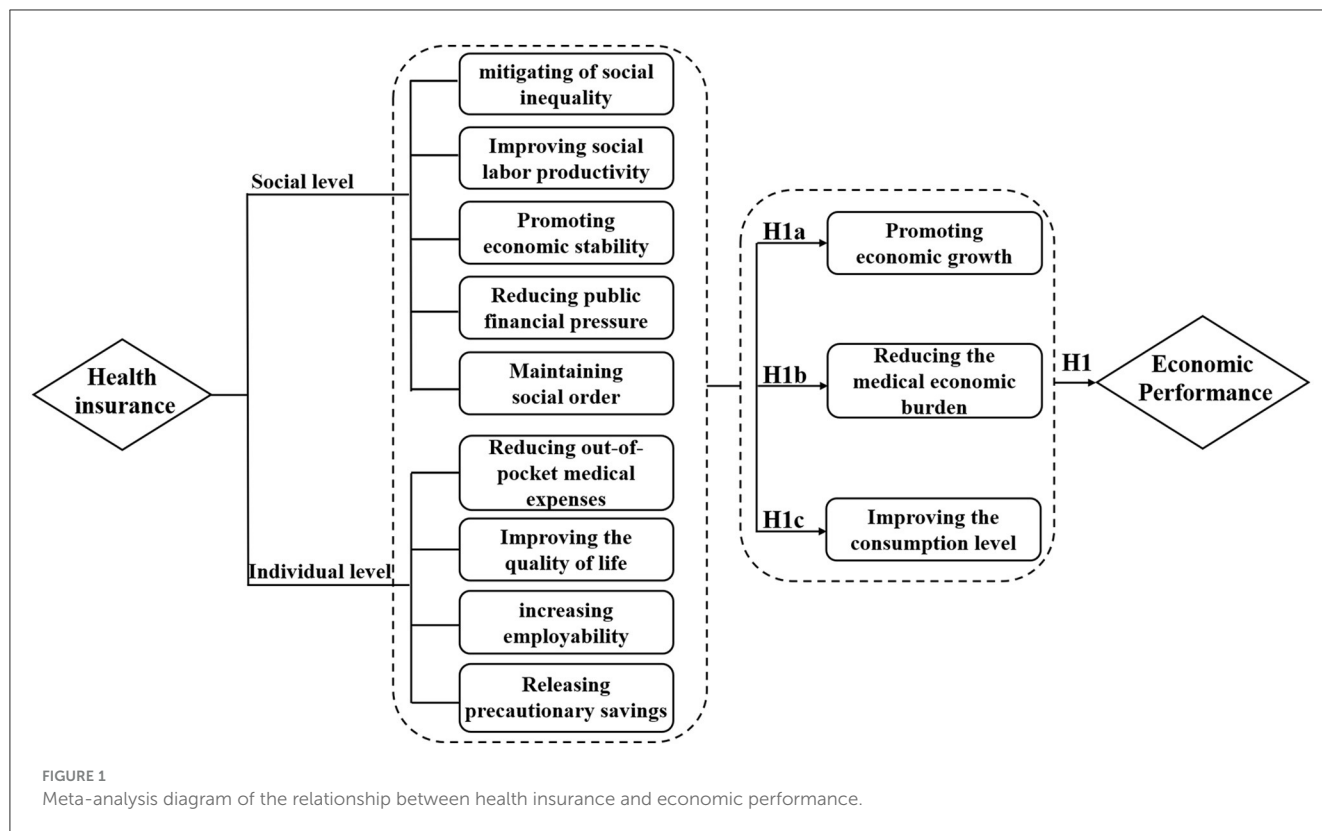 Health
insurance
Social level
Individual level
mitigating of social
inequality
Improving social
labor productivity
Promoting
economic stability
Reducing public
financial pressure
Maintaining
social order
Reducing out-of-
pocket medical
expenses
Improving the
quality of life
increasing
employability
Releasing
precautionary savings
H1a
Promoting
economic growth
H1b
Reducing the
medical economic
burden
H1c
Improving the
consumption level
H1
Economic
Performance
FIGURE 1
Meta-analysis diagram of the relationship between health insurance and economic performance.